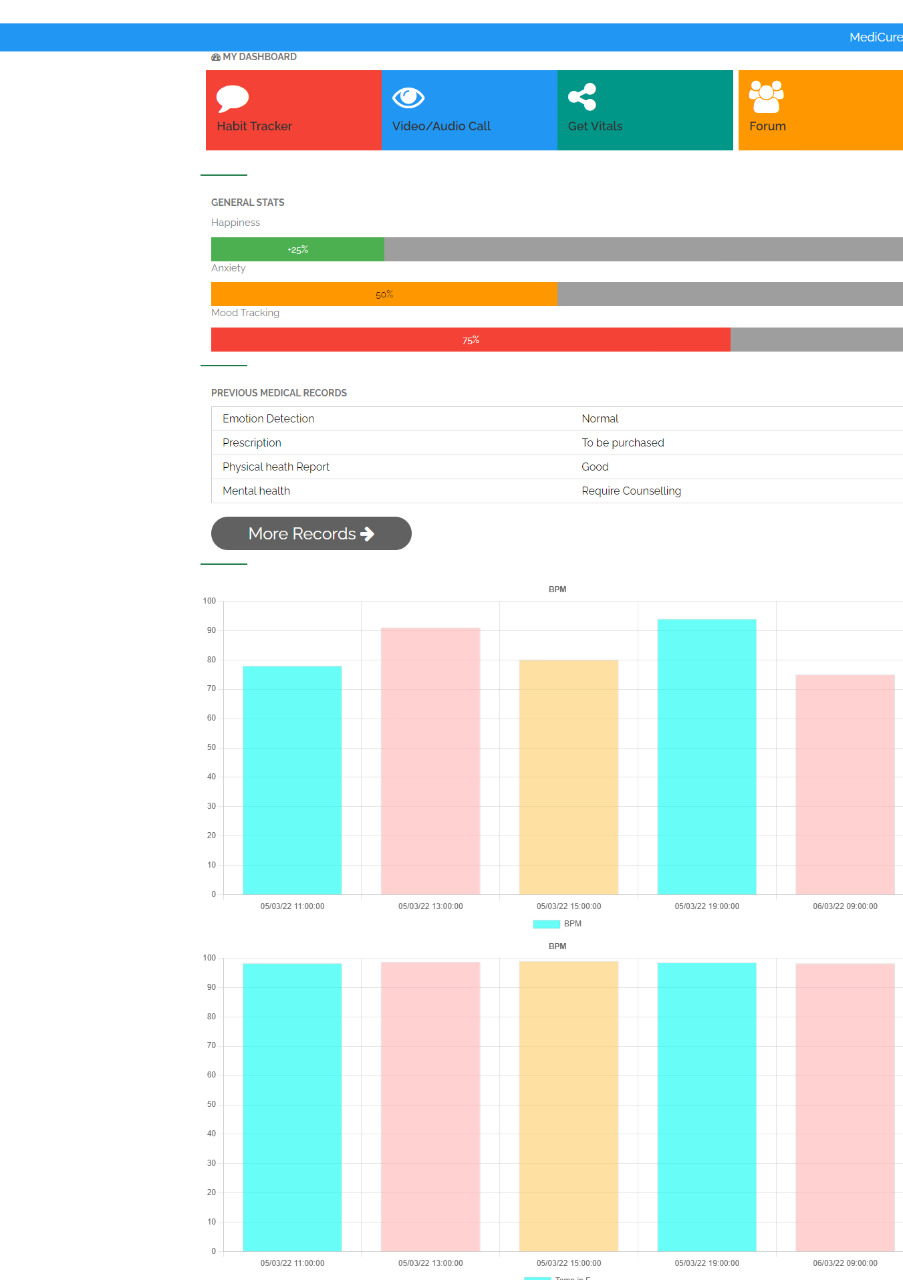 MediCure
MY DASHBOARD
Habit Tracker
Video/Audio Call
Get Vitals
Forum
GENERAL STATS
Happiness
+25%
Anxiety
50%
Mood Tracking
75%
PREVIOUS MEDICAL RECORDS
Emotion Detection Normal
Prescription To be purchased
Physical heath Report Good
Mental health Require Counselling
More Records
BPM
100
90
80
70
60
50
40
30
20
10
0
05/03/22 11:00:00 05/03/22 13:00:00 05/03/22 15:00:00 05/03/22 19:00:00 06/03/22 09:00:00
BPM
BPM
100
90
80
70
60
50
40
30
20
10
0
05/03/22 11:00:00 05/03/22 13:00:00 05/03/22 15:00:00 05/03/22 19:00:00 06/03/22 09:00:00